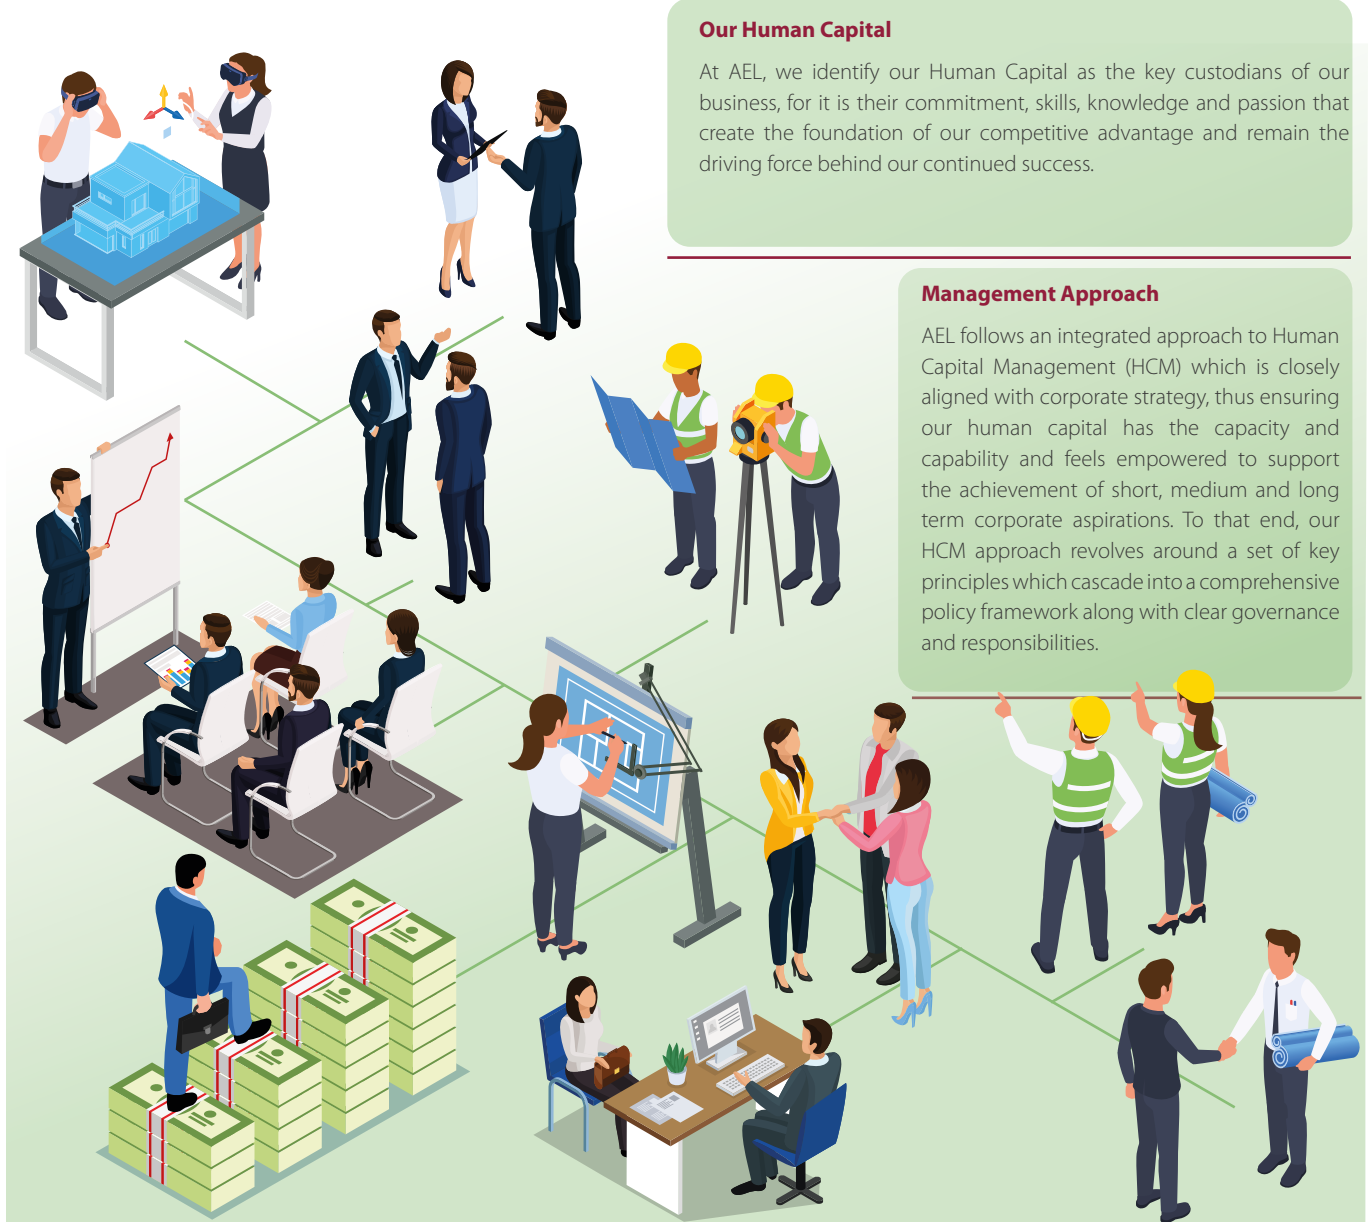 Our Human Capital
At AEL, we identify our Human Capital as the key custodians of our
business, for it is their commitment, skills, knowledge and passion that
create the foundation of our competitive advantage and remain the
driving force behind our continued success.
Management Approach
AEL follows an integrated approach to Human
Capital Management (HCM) which is closely
aligned with corporate strategy, thus ensuring
our human capital has the capacity and
capability and feels empowered to support
the achievement of short, medium and long
term corporate aspirations. To that end, our
HCM approach revolves around a set of key
principles which cascade into a comprehensive
policy framework along with clear governance
and responsibilities.